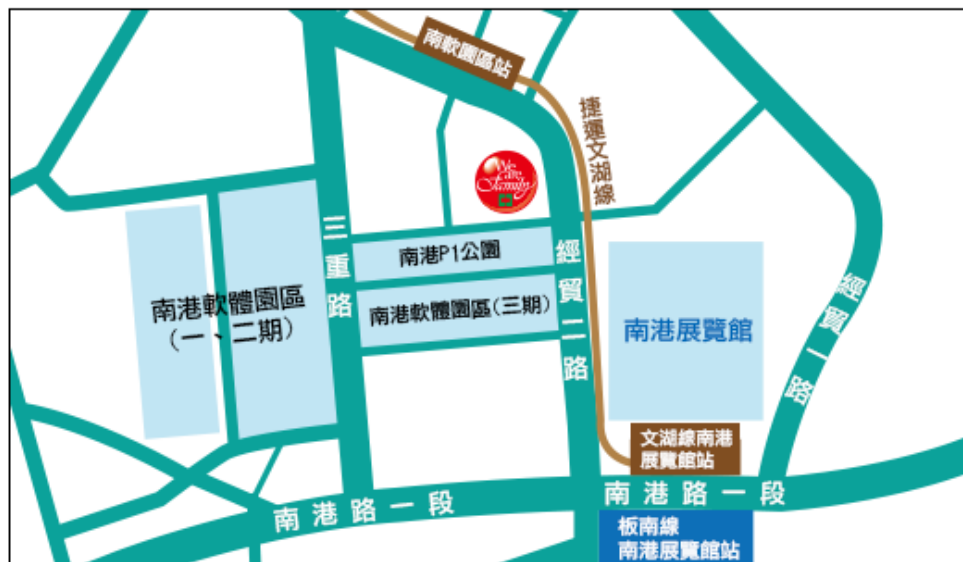 南軟園區站
捷運文湖線
We
are
Family
三重路
南港P1公園
經貿二路
南港軟體園區
(一、二期)
南港軟體園區(三期)
南港展覽館
經貿一路
文湖線南港
展覽館站
南港路一段
南港路一段
板南線
南港展覽館站